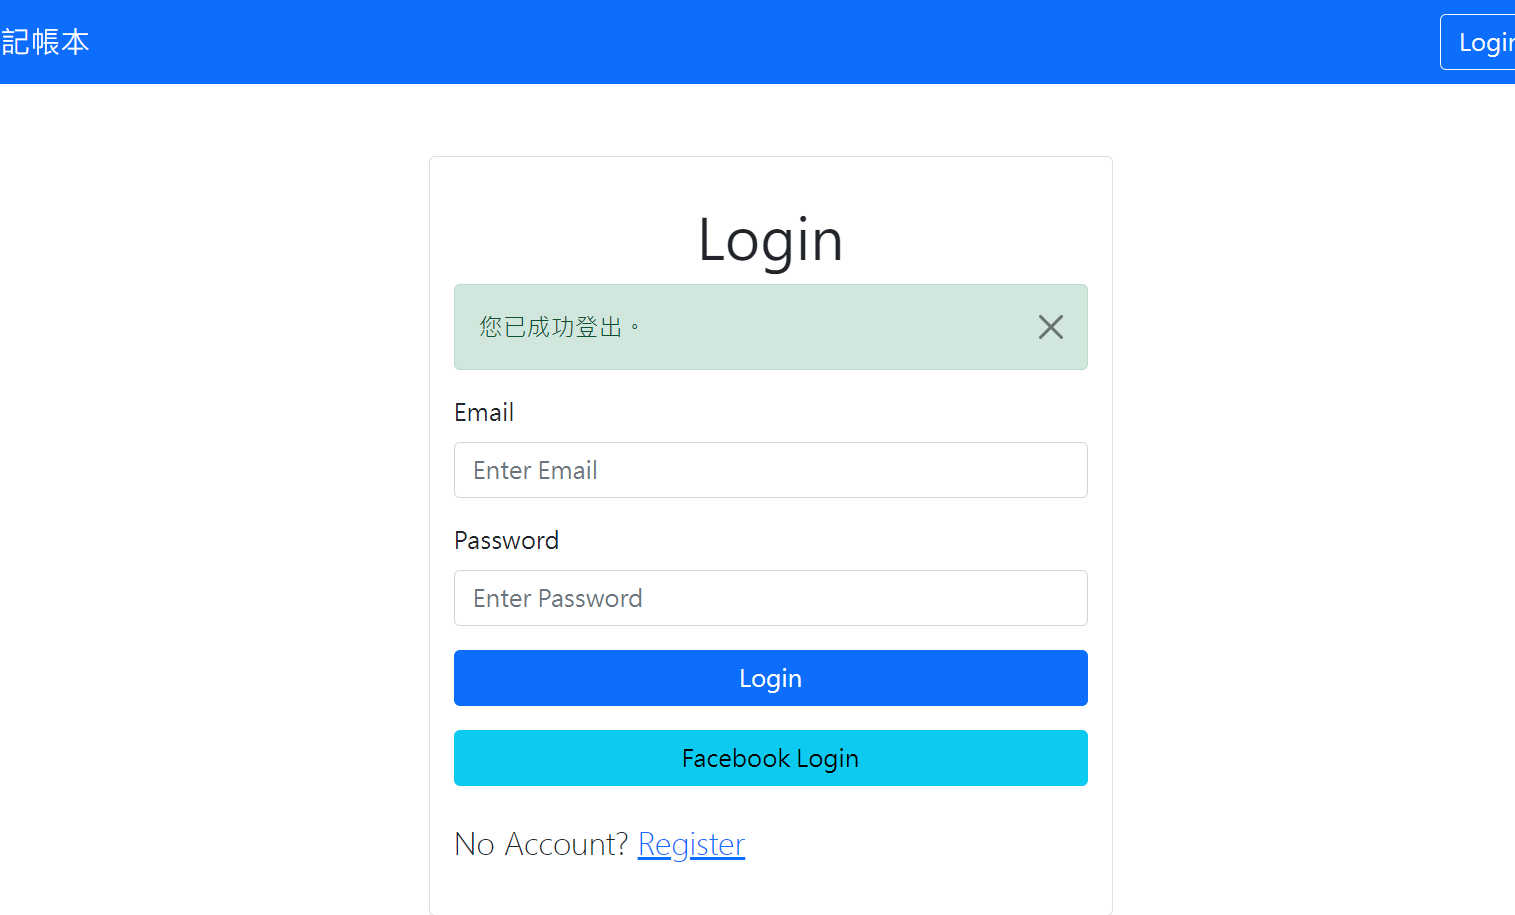 記帳本
Login
Login
您已成功登出。
Email
Enter Email
Password
Enter Password
Login
Facebook Login
No Account? Register